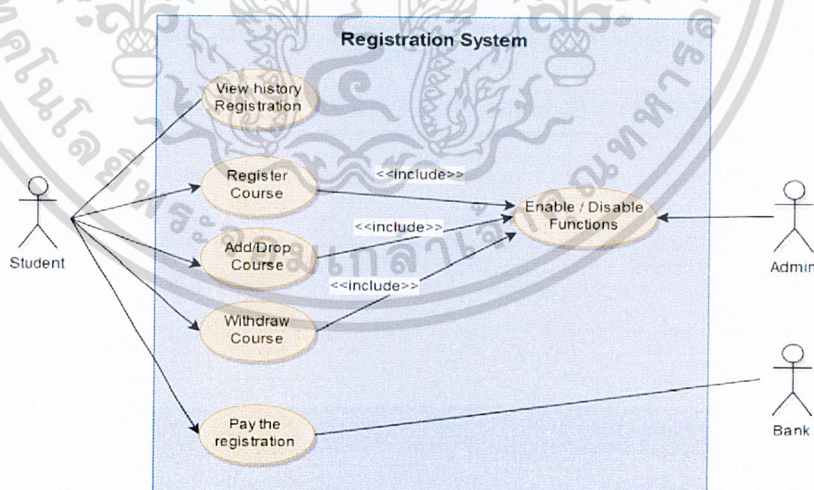 Registration System
View history
Registration
Register
Course
<<include>>
Enable / Disable
Functions
Add/Drop
Course
<<include>>
<<include>>
Withdraw
Course
Pay the
registration
Student
Admin
Bank